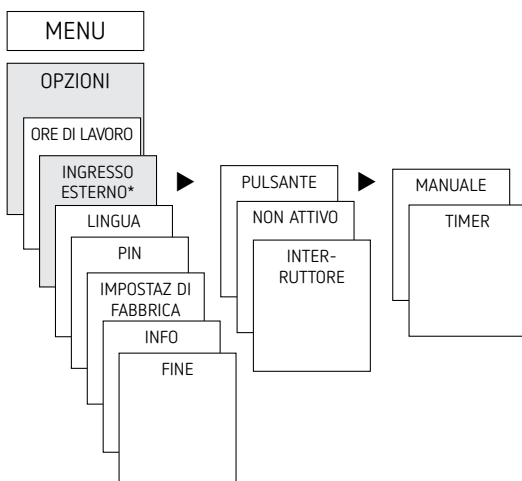 MENU
OPZIONI
ORE DI LAVORO
INGRESSO
ESTERNO*
LINGUA
PIN
IMPOSTAZ DI
FABBRICA
INFO
FINE
PULSANTE
NON ATTIVO
INTER-
RUTTORE
MANUALE
TIMER